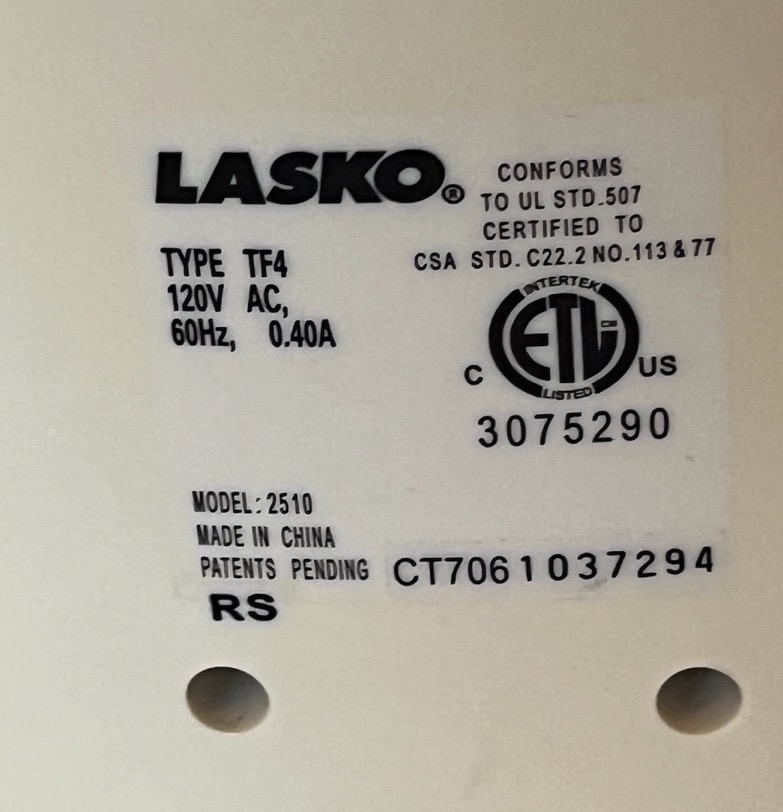 LASKO®
CONFORMS
TO UL STD.507
CERTIFIED TO
CSA STD. C22.2 NO.113 & 77
TYPE TF4
120V AC,
60Hz, 0.40A
INTERTEK
ETL
LISTED
C US
3075290
MODEL: 2510
MADE IN CHINA
PATENTS PENDING CT7061037294
RS